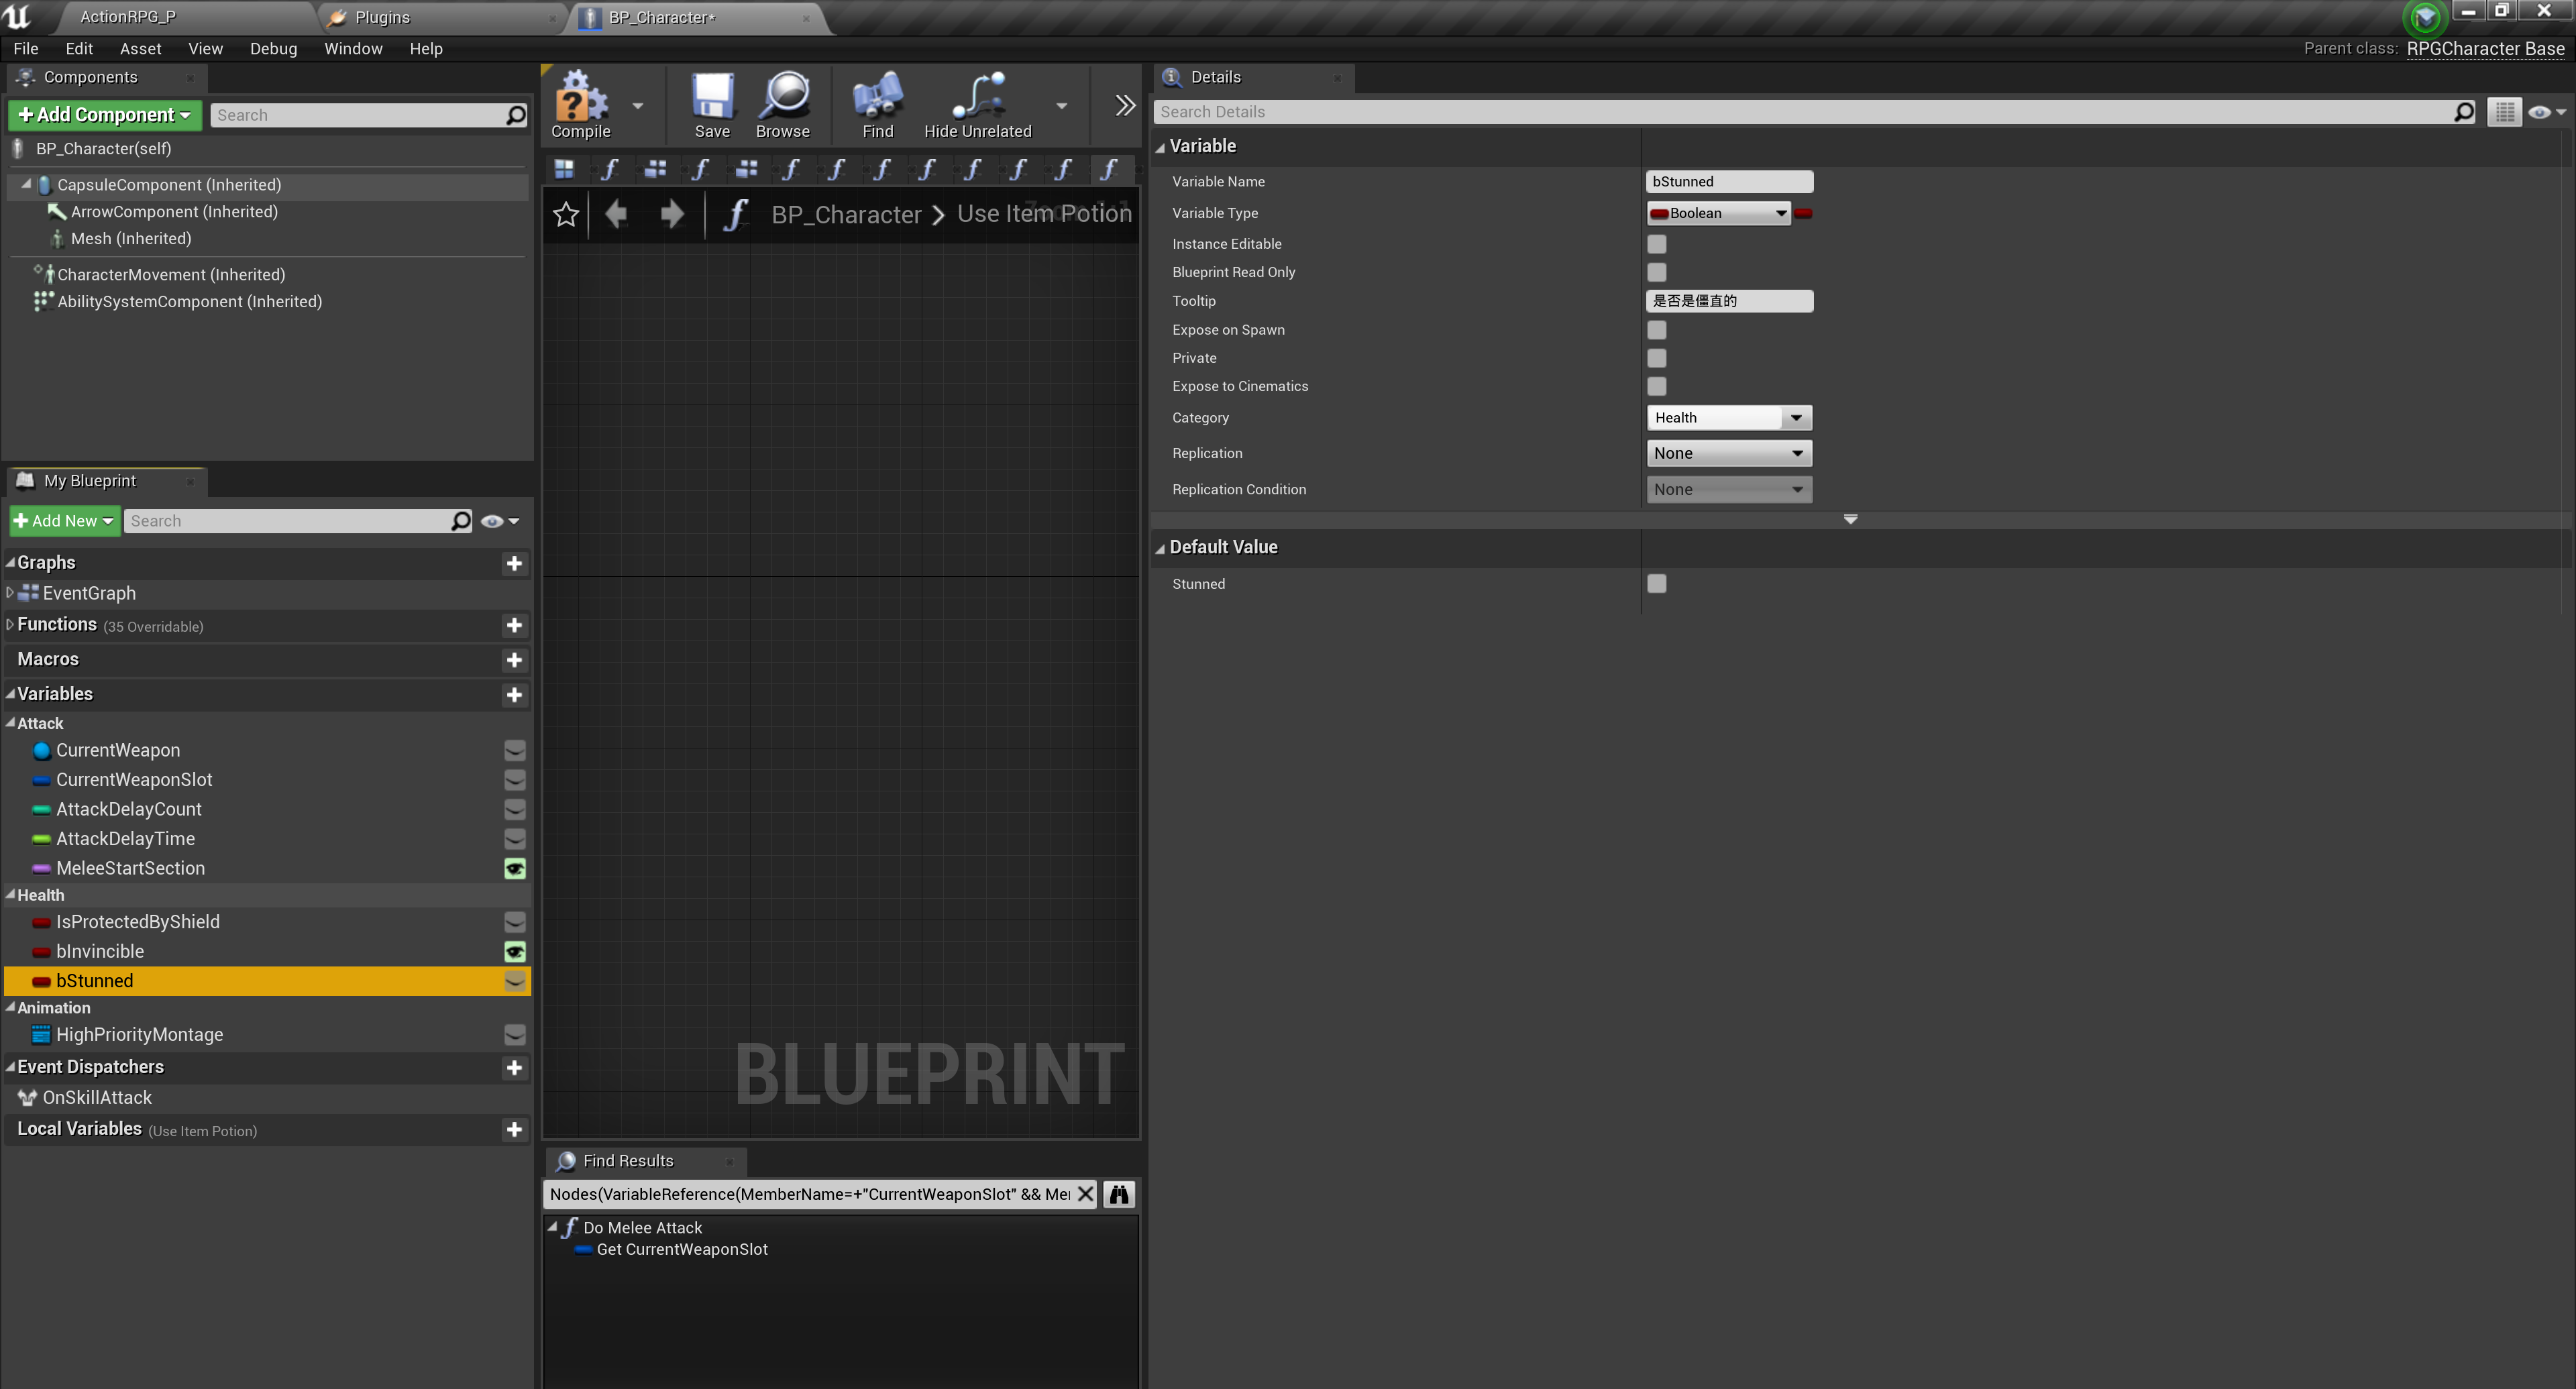 ActionRPG_P
Plugins
BP_Character*
File Edit Asset View Debug Window Help
Parent class: RPGCharacter Base
Components
+ Add Component
Search
BP_Character(self)
CapsuleComponent (Inherited)
ArrowComponent (Inherited)
Mesh (Inherited)
CharacterMovement (Inherited)
AbilitySystemComponent (Inherited)
My Blueprint
+ Add New
Search
Graphs
EventGraph
Functions (35 Overridable)
Macros
Variables
Attack
CurrentWeapon
CurrentWeaponSlot
AttackDelayCount
AttackDelayTime
MeleeStartSection
Health
IsProtectedByShield
bInvincible
bStunned
Animation
HighPriorityMontage
Event Dispatchers
OnSkillAttack
Local Variables (Use Item Potion)
Compile
Save
Browse
Find
Hide Unrelated
BP_Character > Use Item Potion
BLUEPRINT
Find Results
Nodes(VariableReference(MemberName=+"CurrentWeaponSlot" &&
Do Melee Attack
Get CurrentWeaponSlot
Details
Search Details
Variable
Variable Name bStunned
Variable Type Boolean
Instance Editable
Blueprint Read Only
Tooltip 是否是僵直的
Expose on Spawn
Private
Expose to Cinematics
Category Health
Replication None
Replication Condition None
Default Value
Stunned